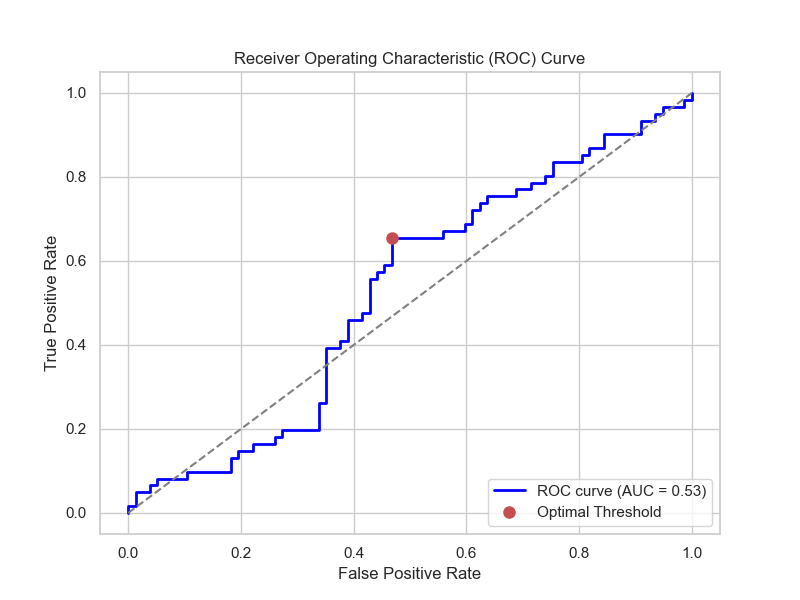 Receiver Operating Characteristic (ROC) Curve
True Positive Rate
1.0
0.8
0.6
0.4
0.2
0.0
ROC curve (AUC = 0.53)
Optimal Threshold
0.0 0.2 0.4 0.6 0.8 1.0
False Positive Rate